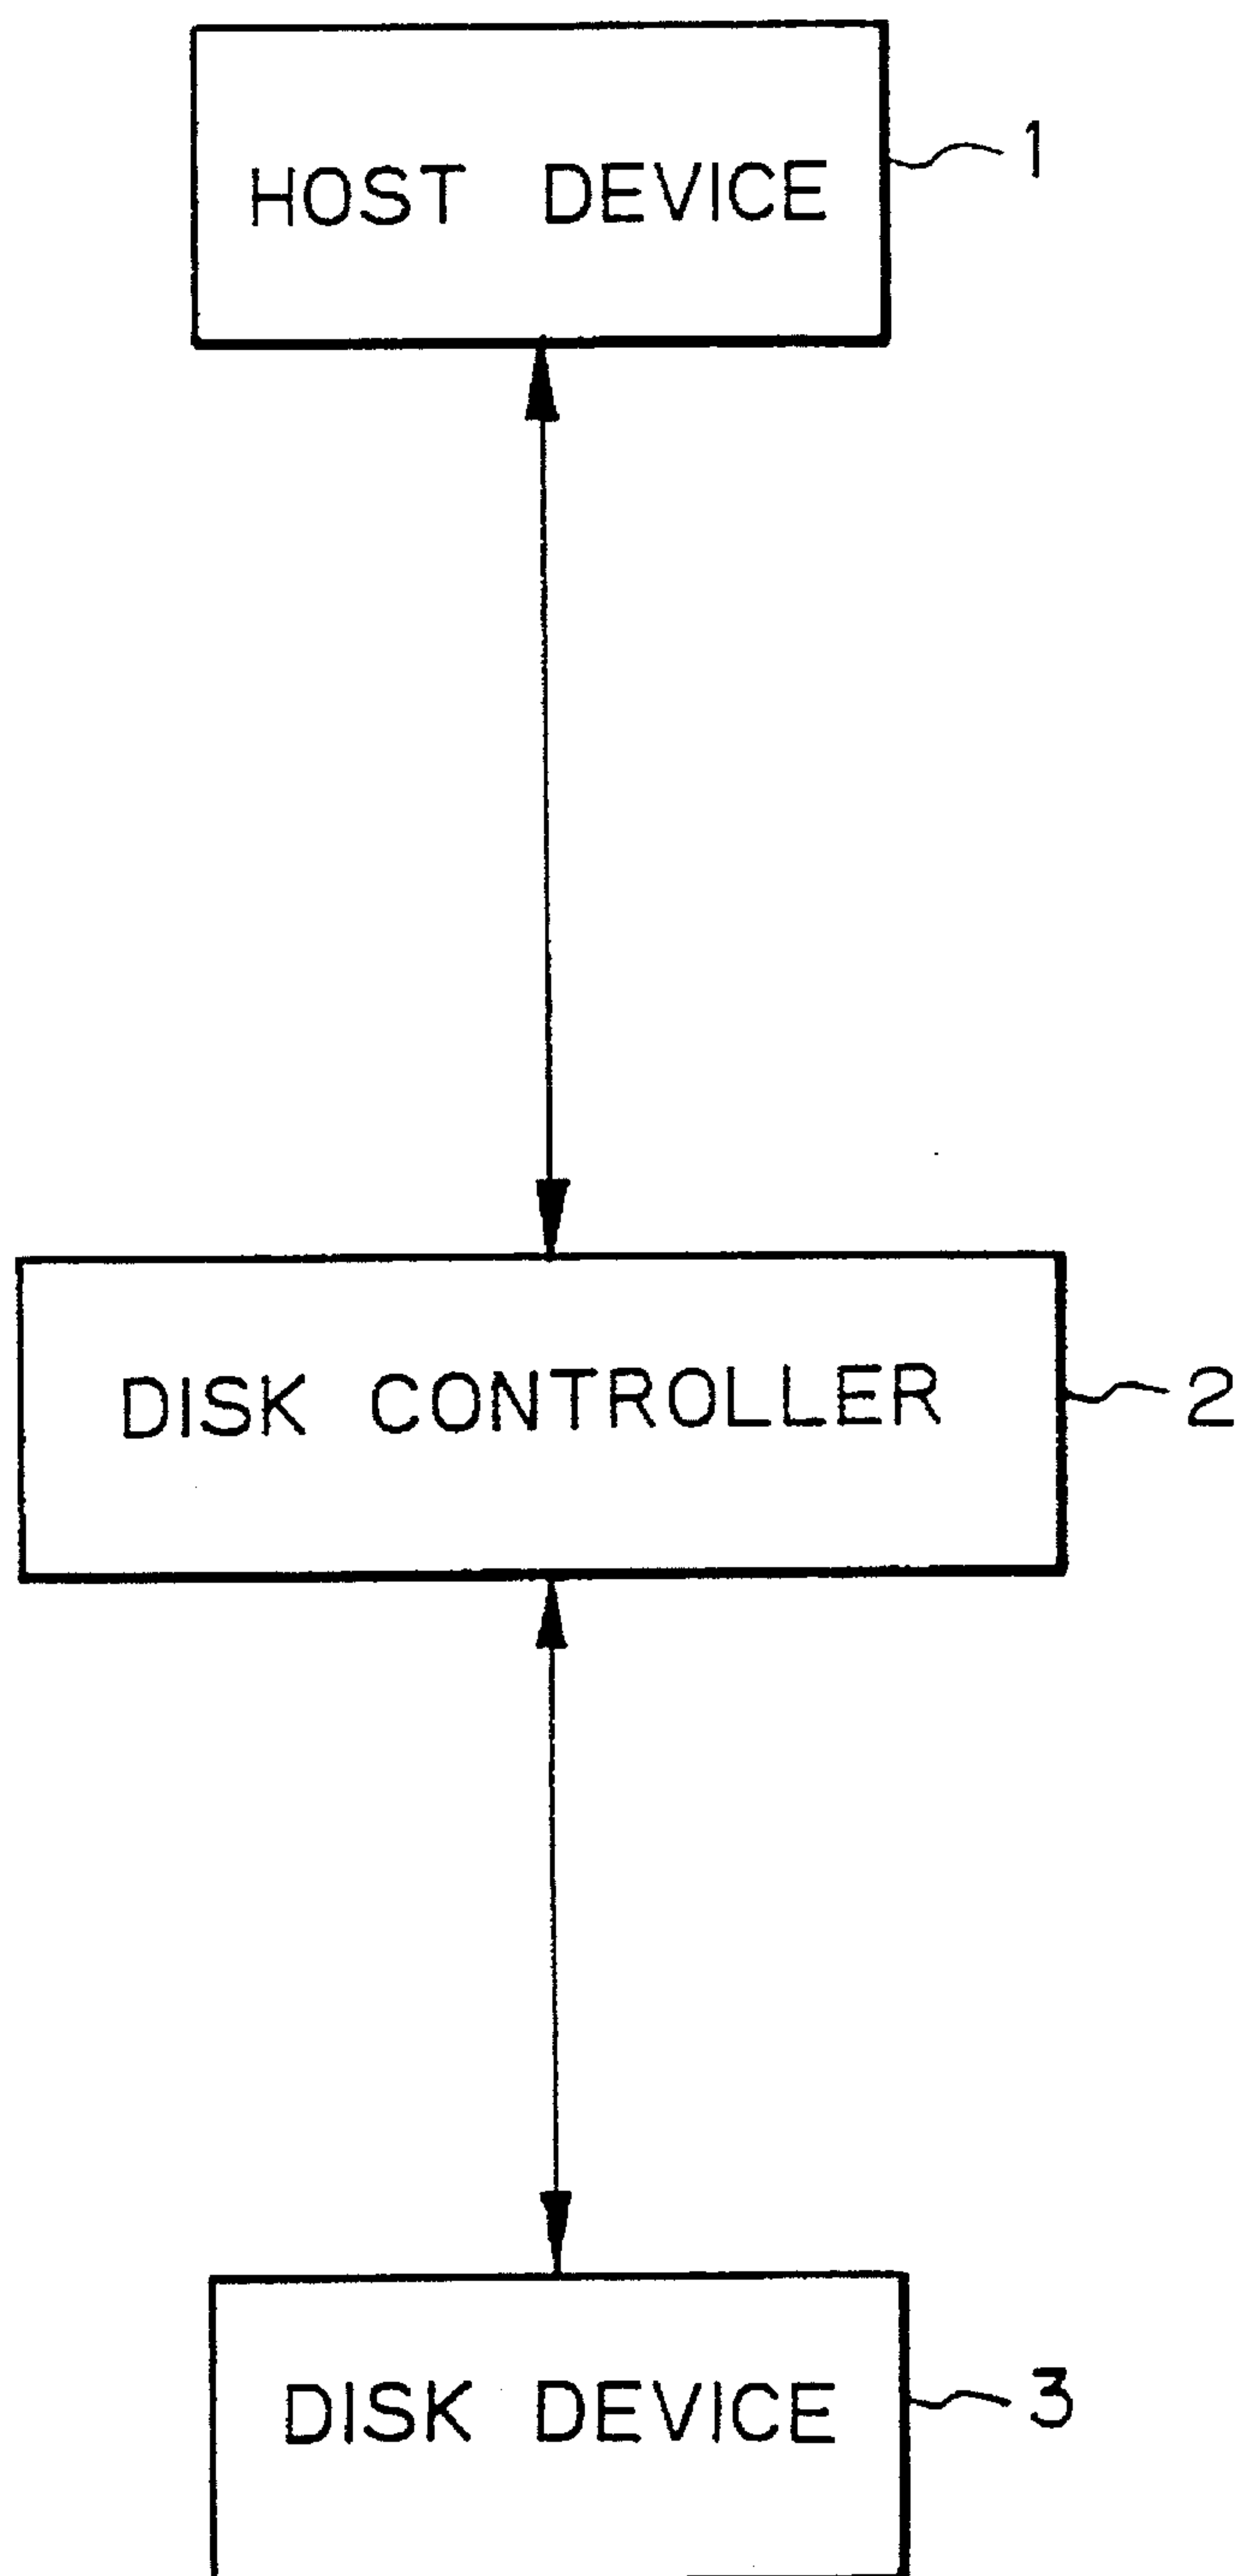 HOST DEVICE
1
DISK CONTROLLER
2
DISK DEVICE
3